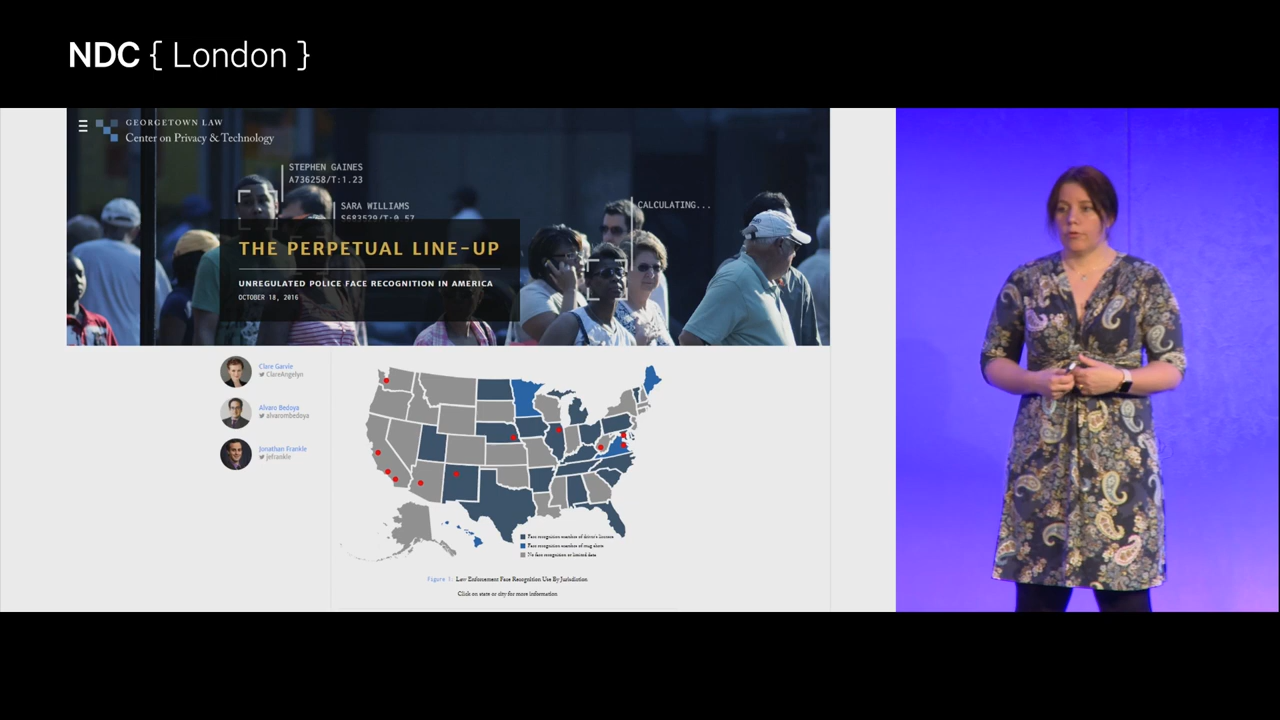 NDC { London }
GEORGETOWN LAW
Center on Privacy & Technology
STEPHEN GAINES
A736258/T:1.23
SARA WILLIAMS
S683529/T:0.57
CALCULATING...
THE PERPETUAL LINE-UP
UNREGULATED POLICE FACE RECOGNITION IN AMERICA
OCTOBER 18, 2016
Clare Garvie
ClareAngelyn
Alvaro Bedoya
alvarombedoya
Jonathan Frankle
jefrankle
Face recognition searches of driver's licenses
Face recognition searches of mug shots
No face recognition or limited data
Figure 1: Law Enforcement Face Recognition Use By Jurisdiction
Click on state or city for more information